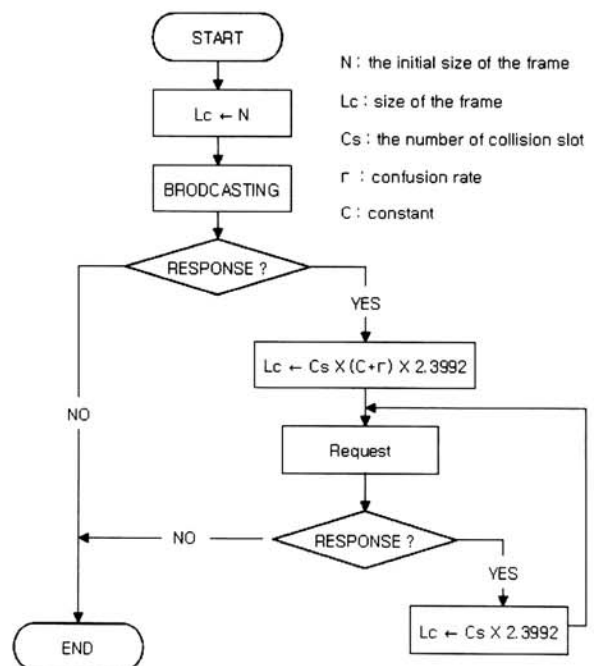 START
N : the initial size of the frame
Lc : size of the frame
Lc ← N
Cs : the number of collision slot
r : confusion rate
BRODCASTING
C : constant
RESPONSE ?
YES
Lc ← Cs X (C+r) X 2.3992
NO
Request
RESPONSE ?
NO
YES
Lc ← Cs X 2.3992
END